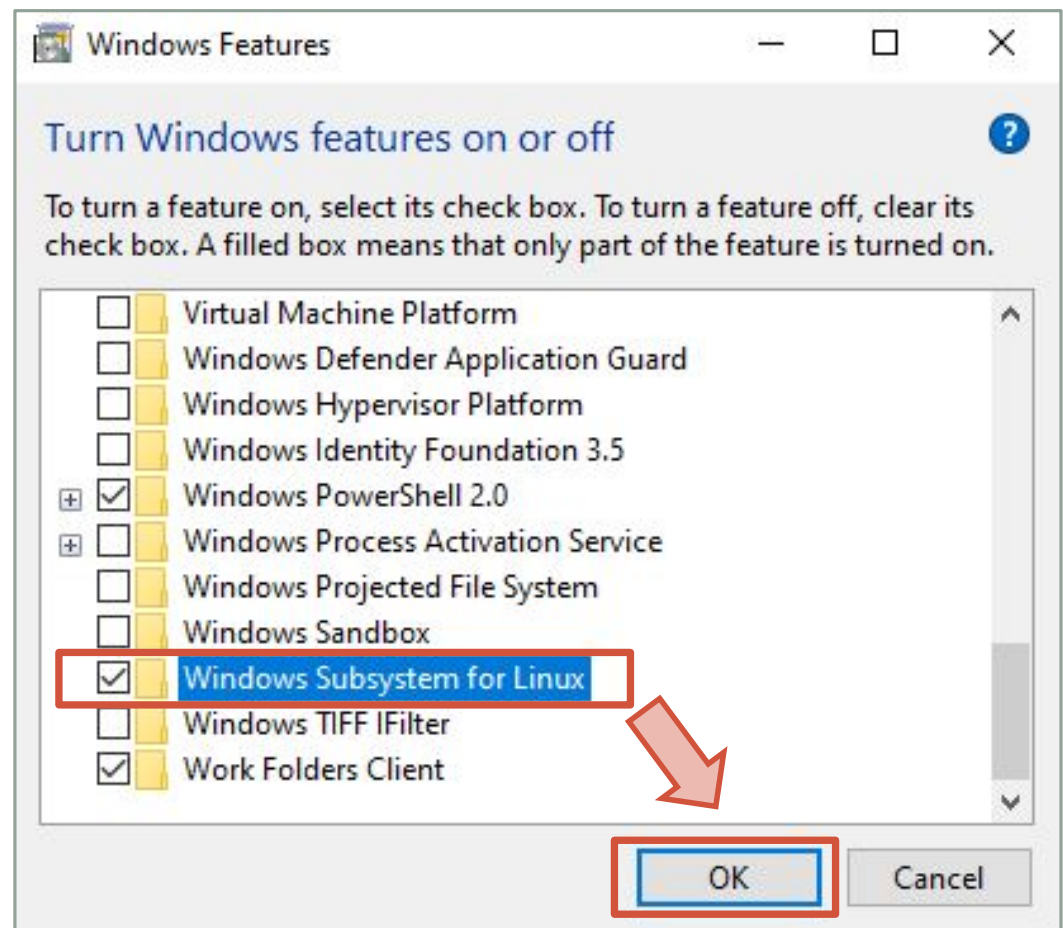 Windows Features
Turn Windows features on or off
?
To turn a feature on, select its check box. To turn a feature off, clear its
check box. A filled box means that only part of the feature is turned on.
Virtual Machine Platform
Windows Defender Application Guard
Windows Hypervisor Platform
Windows Identity Foundation 3.5
Windows PowerShell 2.0
Windows Process Activation Service
Windows Projected File System
Windows Sandbox
Windows Subsystem for Linux
Windows TIFF IFilter
Work Folders Client
OK
Cancel